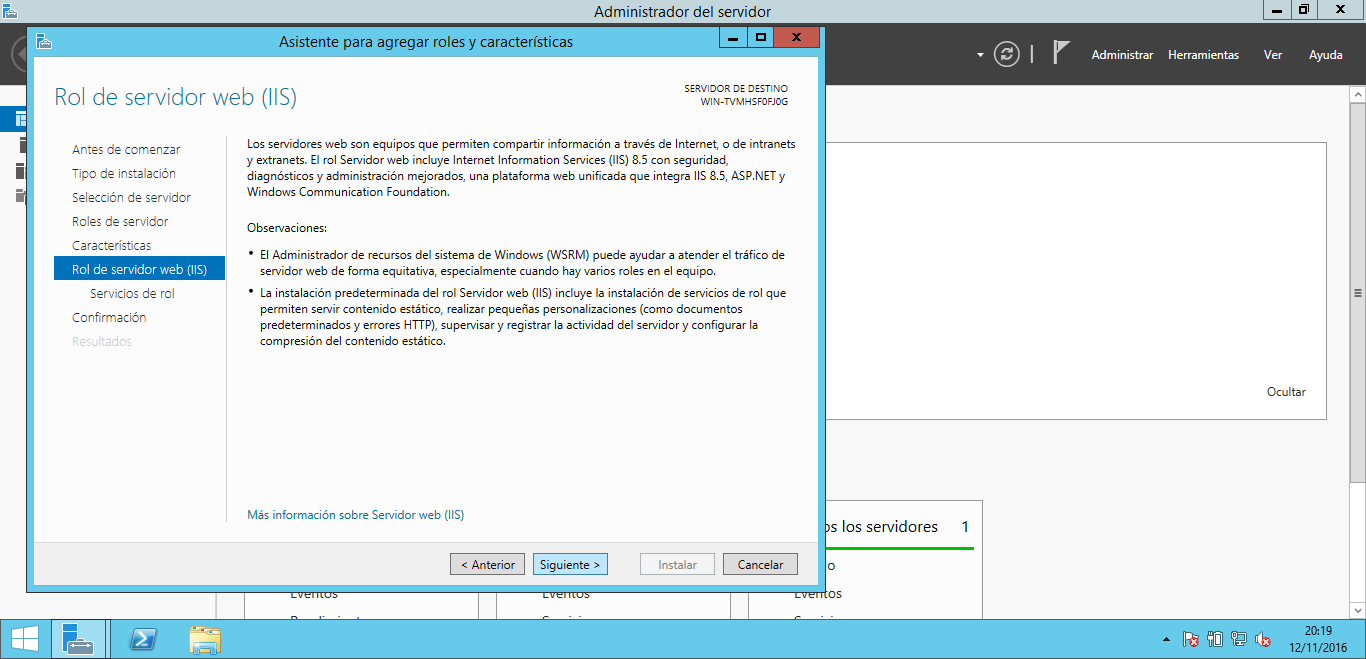 Administrador del servidor
Asistente para agregar roles y características
Administrar Herramientas Ver Ayuda
Rol de servidor web (IIS)
SERVIDOR DE DESTINO
WIN-TVMHSF0FJ0G
Antes de comenzar
Tipo de instalación
Selección de servidor
Roles de servidor
Características
Rol de servidor web (IIS)
Servicios de rol
Confirmación
Resultados
Los servidores web son equipos que permiten compartir información a través de Internet, o de intranets
y extranets. El rol Servidor web incluye Internet Information Services (IIS) 8.5 con seguridad,
diagnósticos y administración mejorados, una plataforma web unificada que integra IIS 8.5, ASP.NET y
Windows Communication Foundation.
Observaciones:
• El Administrador de recursos del sistema de Windows (WSRM) puede ayudar a atender el tráfico de
servidor web de forma equitativa, especialmente cuando hay varios roles en el equipo.
• La instalación predeterminada del rol Servidor web (IIS) incluye la instalación de servicios de rol que
permiten servir contenido estático, realizar pequeñas personalizaciones (como documentos
predeterminados y errores HTTP), supervisar y registrar la actividad del servidor y configurar la
compresión del contenido estático.
Más información sobre Servidor web (IIS)
< Anterior Siguiente > Instalar Cancelar
Ocultar
os los servidores 1
o
Eventos Eventos Eventos
20:19
12/11/2016